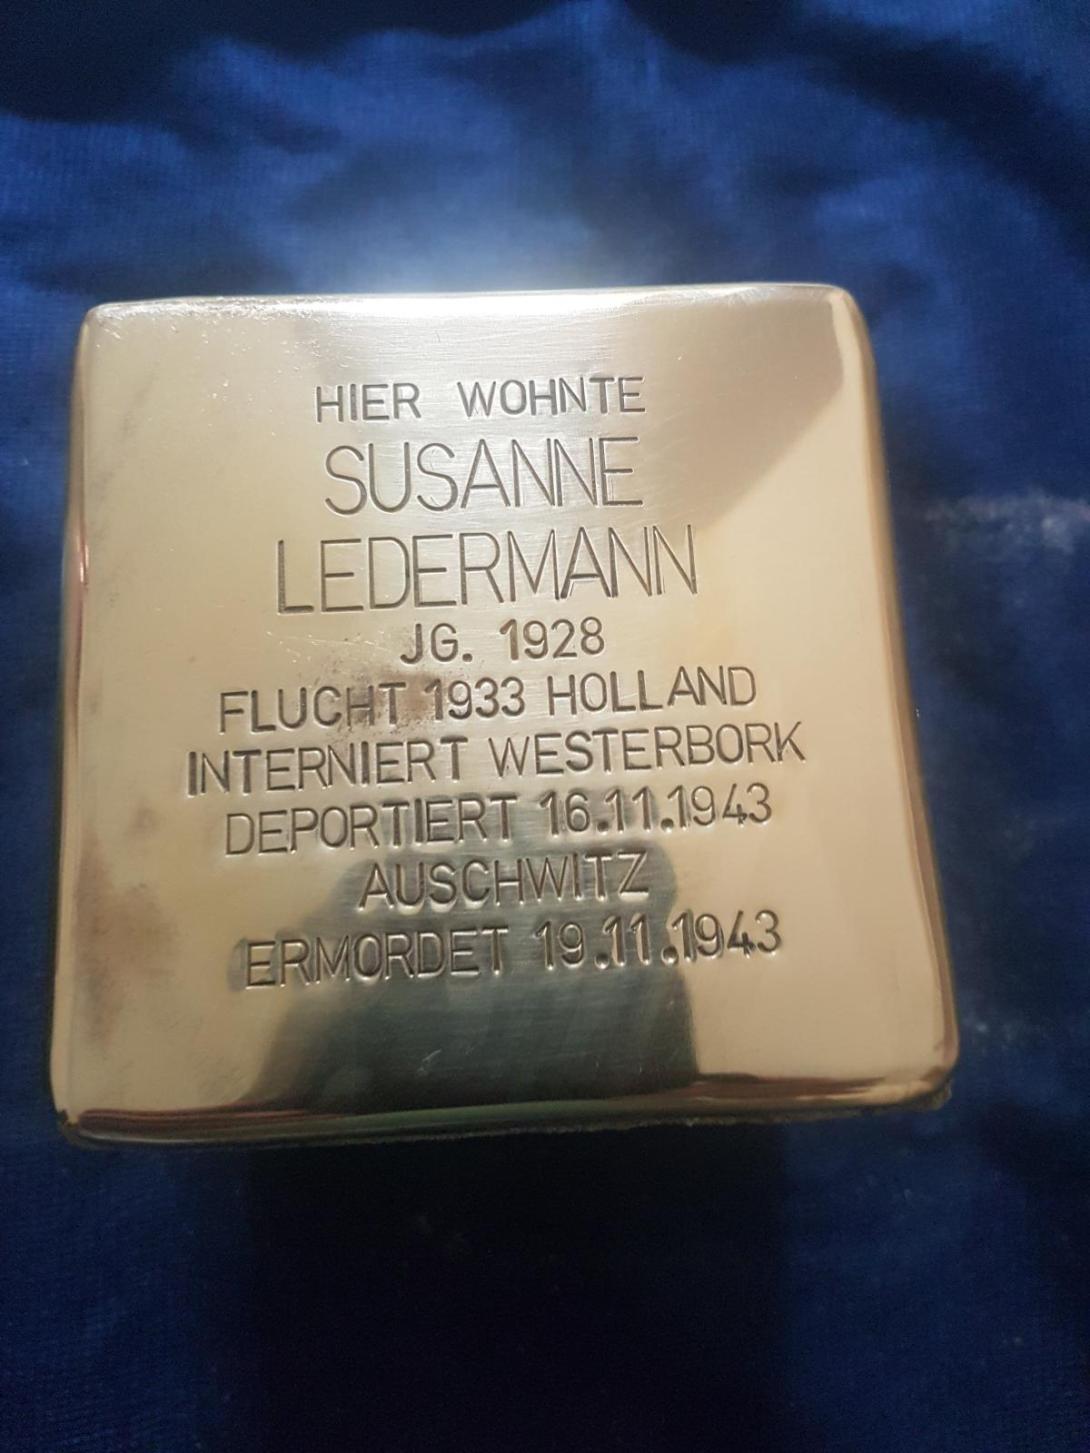 HIER WOHNTE
SUSANNE
LEDERMANN
JG. 1928
FLUCHT 1933 HOLLAND
INTERNIERT WESTERBORK
DEPORTIERT 16.11.1943
AUSCHWITZ
ERMORDET 19.11.1943